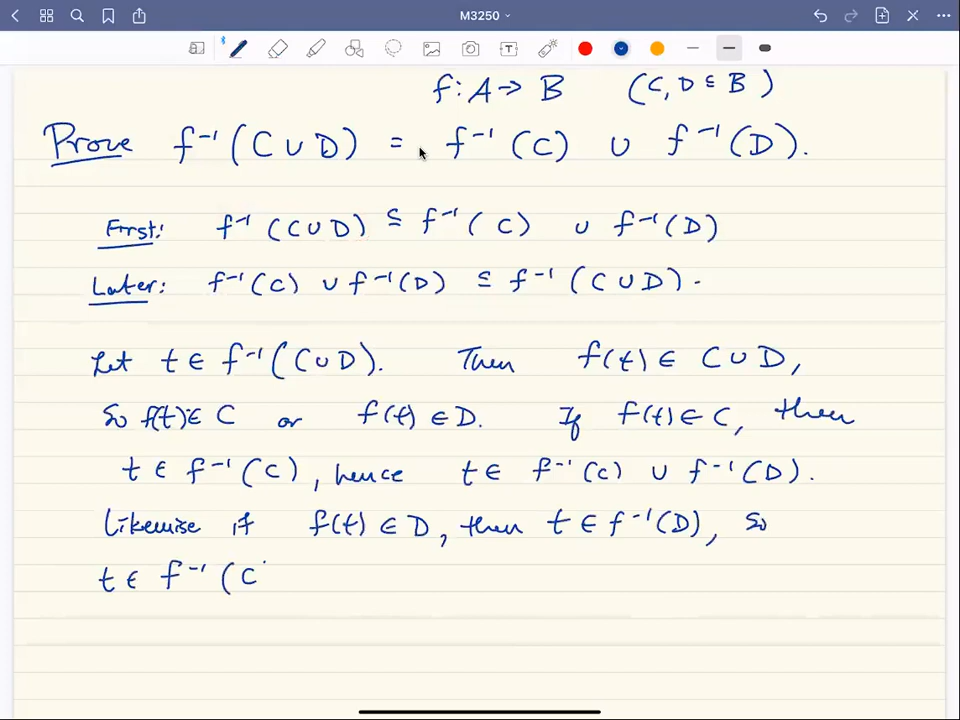 M3250
f: A → B (C, D ⊆ B)
Prove f⁻¹(C ∪ D) = f⁻¹(C) ∪ f⁻¹(D).
First: f⁻¹(C ∪ D) ⊆ f⁻¹(C) ∪ f⁻¹(D)
Later: f⁻¹(C) ∪ f⁻¹(D) ⊆ f⁻¹(C ∪ D).
Let t ∈ f⁻¹(C ∪ D). Then f(t) ∈ C ∪ D,
So f(t) ∈ C or f(t) ∈ D. If f(t) ∈ C, then
t ∈ f⁻¹(C), hence t ∈ f⁻¹(C) ∪ f⁻¹(D).
Likewise if f(t) ∈ D, then t ∈ f⁻¹(D), so
t ∈ f⁻¹(C